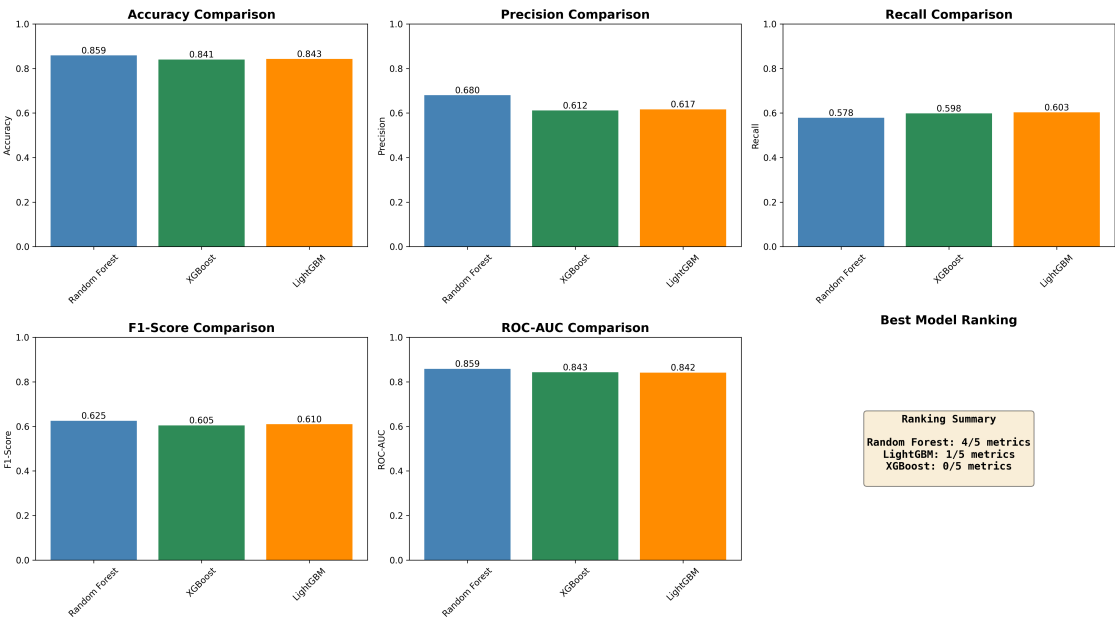 Accuracy Comparison
1.0
0.8
0.6
0.4
0.2
0.0
Accuracy
0.859
0.841
0.843
Random Forest
XGBoost
LightGBM
Precision Comparison
1.0
0.8
0.6
0.4
0.2
0.0
Precision
0.680
0.612
0.617
Random Forest
XGBoost
LightGBM
Recall Comparison
1.0
0.8
0.6
0.4
0.2
0.0
Recall
0.578
0.598
0.603
Random Forest
XGBoost
LightGBM
F1-Score Comparison
1.0
0.8
0.6
0.4
0.2
0.0
F1-Score
0.625
0.605
0.610
Random Forest
XGBoost
LightGBM
ROC-AUC Comparison
1.0
0.8
0.6
0.4
0.2
0.0
ROC-AUC
0.859
0.843
0.842
Random Forest
XGBoost
LightGBM
Best Model Ranking
Ranking Summary
Random Forest: 4/5 metrics
LightGBM: 1/5 metrics
XGBoost: 0/5 metrics